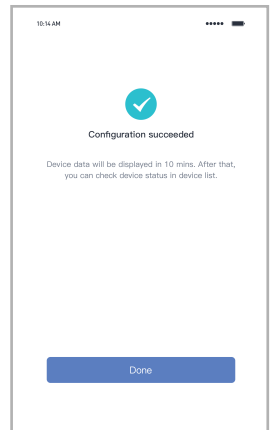 10:14 AM
Configuration succeeded
Device data will be displayed in 10 mins. After that,
you can check device status in device list.
Done